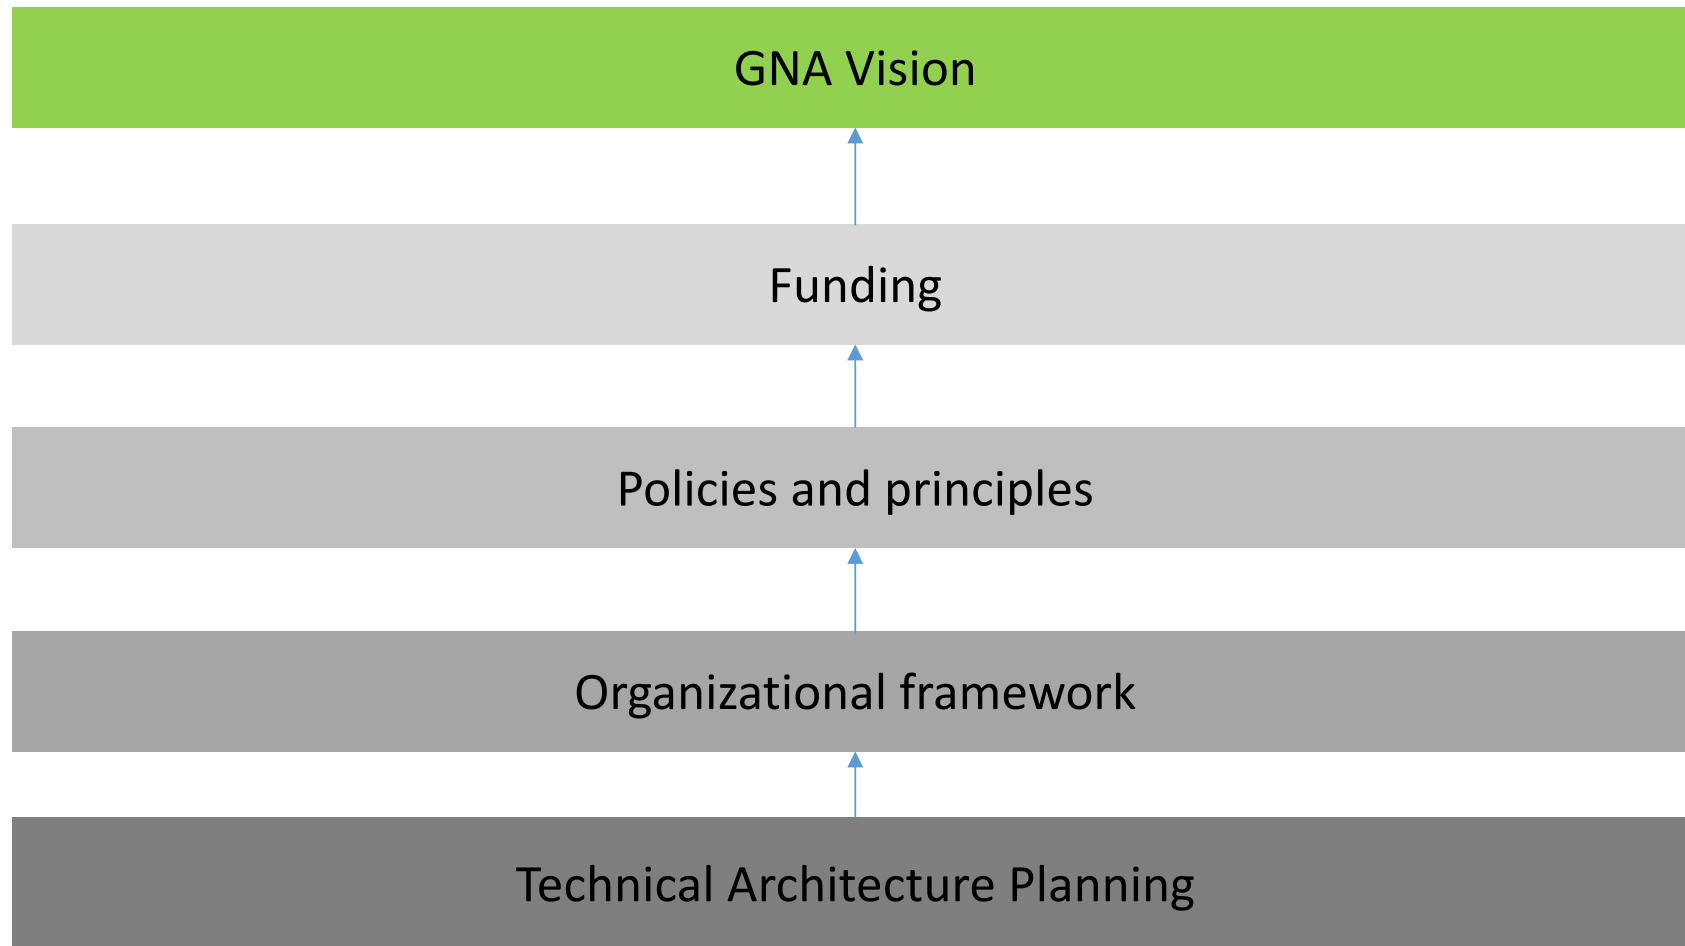 GNA Vision
Funding
Policies and principles
Organizational framework
Technical Architecture Planning